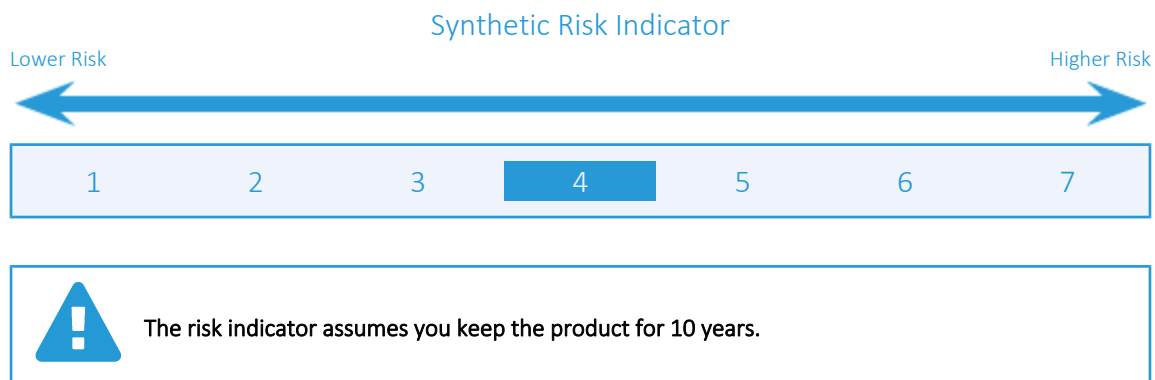 Synthetic Risk Indicator
Lower Risk Higher Risk
1 2 3 4 5 6 7
The risk indicator assumes you keep the product for 10 years.